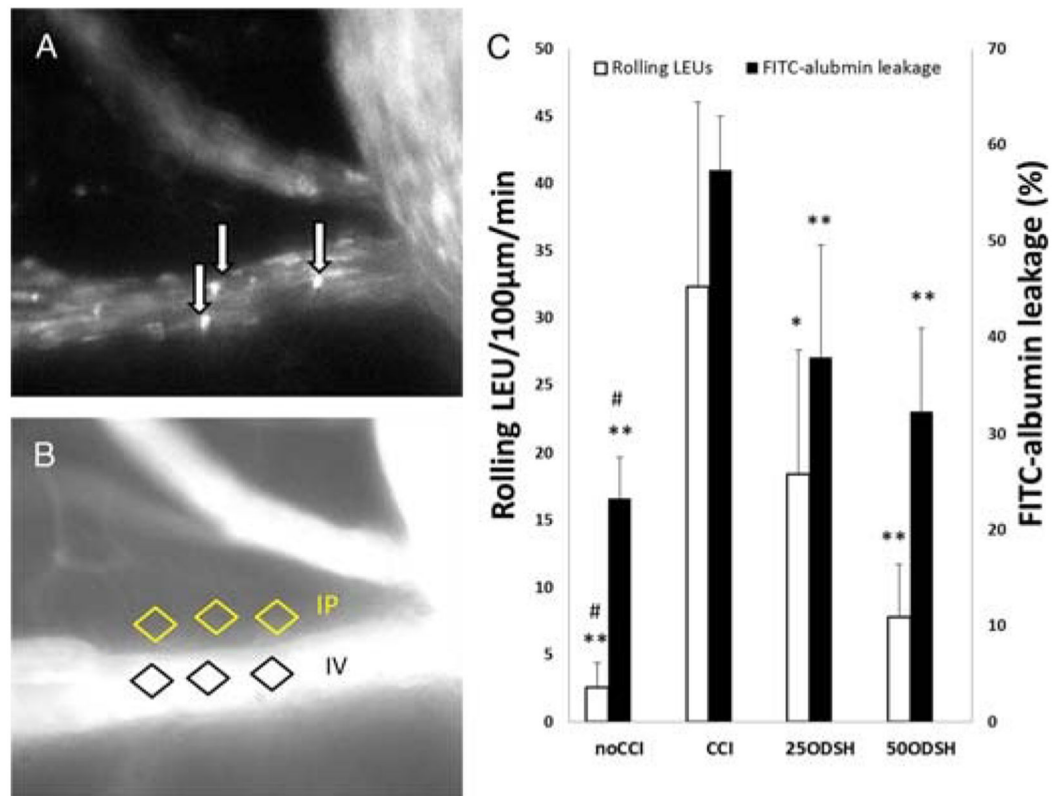 A
B
IP
IV
C
Rolling LEUs
FITC-alubmin leakage
Rolling LEU/100µm/min
FITC-albumin leakage (%)
50
45
40
35
30
25
20
15
10
5
0
70
60
50
40
30
20
10
0
#
**
#
**
*
**
**
**
noCCI
CCI
25ODSH
50ODSH